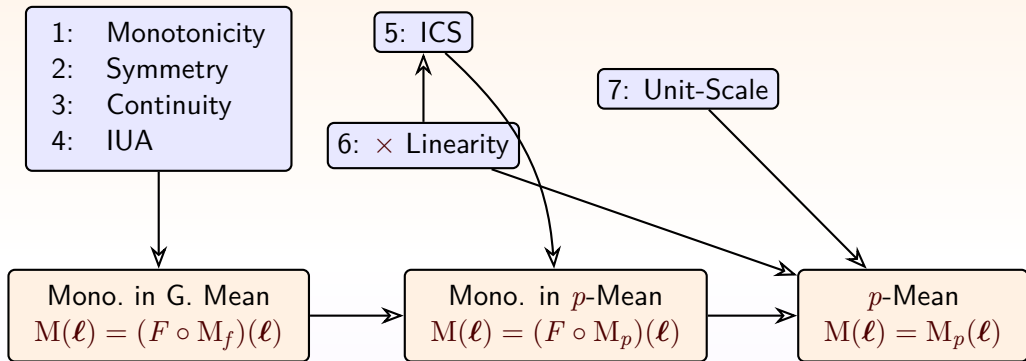 1: Monotonicity
2: Symmetry
3: Continuity
4: IUA
5: ICS
6: × Linearity
7: Unit-Scale
Mono. in G. Mean
M(ℓ) = (F ∘ M_f)(ℓ)
Mono. in p-Mean
M(ℓ) = (F ∘ M_p)(ℓ)
p-Mean
M(ℓ) = M_p(ℓ)